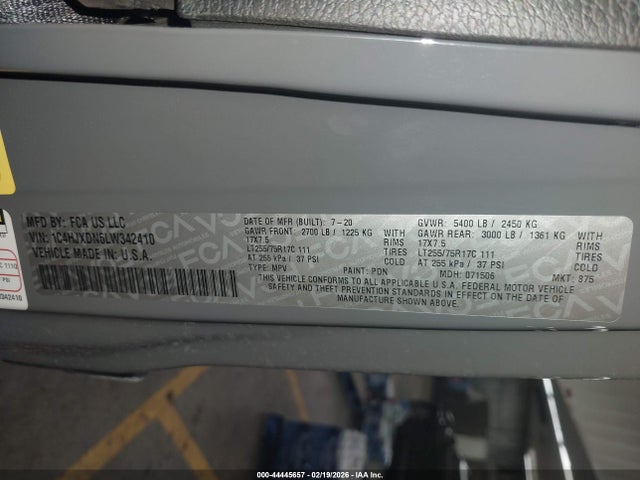 MFD BY: FCA US LLC
VIN: 1C4HJXDN5LW342410
VEHICLE MADE IN: U.S.A.
DATE OF MFR (BUILT): 7-20
GAWR FRONT: 2700 LB / 1225 KG WITH
17X7.5 RIMS
LT255/75R17C 111 TIRES
AT 255 kPa / 37 PSI COLD
TYPE: MPV PAINT: PDN
GVWR: 5400 LB / 2450 KG
GAWR REAR: 3000 LB / 1361 KG WITH
17X7.5 RIMS
LT255/75R17C 111 TIRES
AT 255 kPa / 37 PSI COLD
MDH: 071506 MKT: 875
THIS VEHICLE CONFORMS TO ALL APPLICABLE U.S.A. FEDERAL MOTOR VEHICLE
SAFETY AND THEFT PREVENTION STANDARDS IN EFFECT ON THE DATE OF MANUFACTURE
SHOWN ABOVE.
PSI
W342410
000-44445657 - 02/19/2026 - IAA Inc.